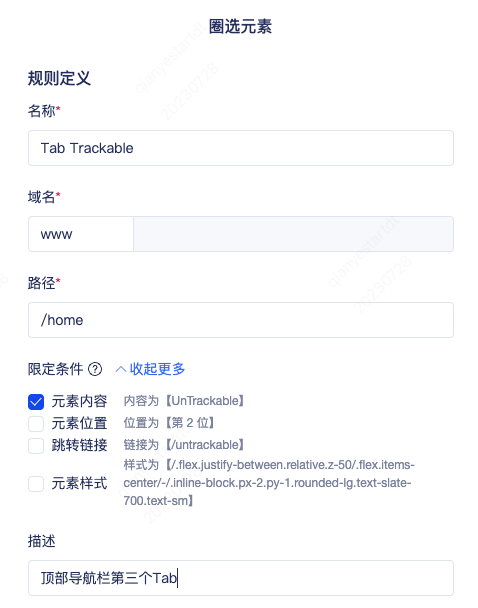 圈选元素
规则定义
名称*
Tab Trackable
域名*
www
路径*
/home
限定条件 ? 收起更多
元素内容 内容为【UnTrackable】
元素位置 位置为【第 2 位】
跳转链接 链接为【/untrackable】
元素样式 样式为【/.flex.justify-between.relative.z-50/.flex.items-
center/-/.inline-block.px-2.py-1.rounded-lg.text-slate-
700.text-sm】
描述
顶部导航栏第三个Tab